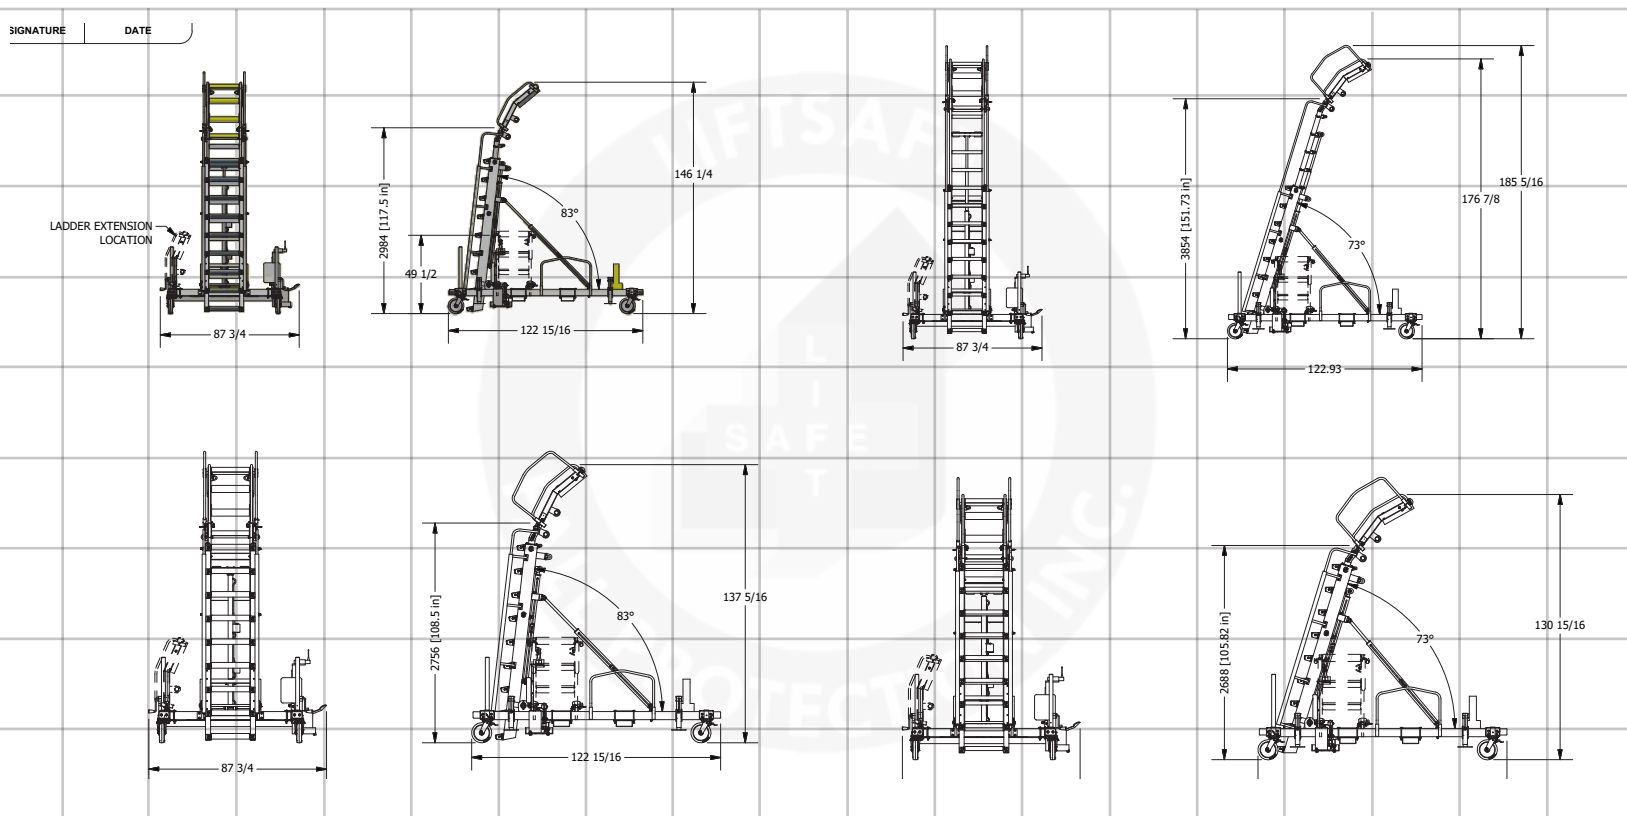 SIGNATURE
DATE
LADDER EXTENSION
LOCATION
87 3/4
2984 [117.5 in]
49 1/2
83°
146 1/4
122 15/16
87 3/4
3854 [151.73 in]
73°
176 7/8
185 5/16
122.93
87 3/4
2756 [108.5 in]
83°
137 5/16
122 15/16
2688 [105.82 in]
73°
130 15/16
LIFTSAFE
LIFT
SAFE
PROTECTION INC.